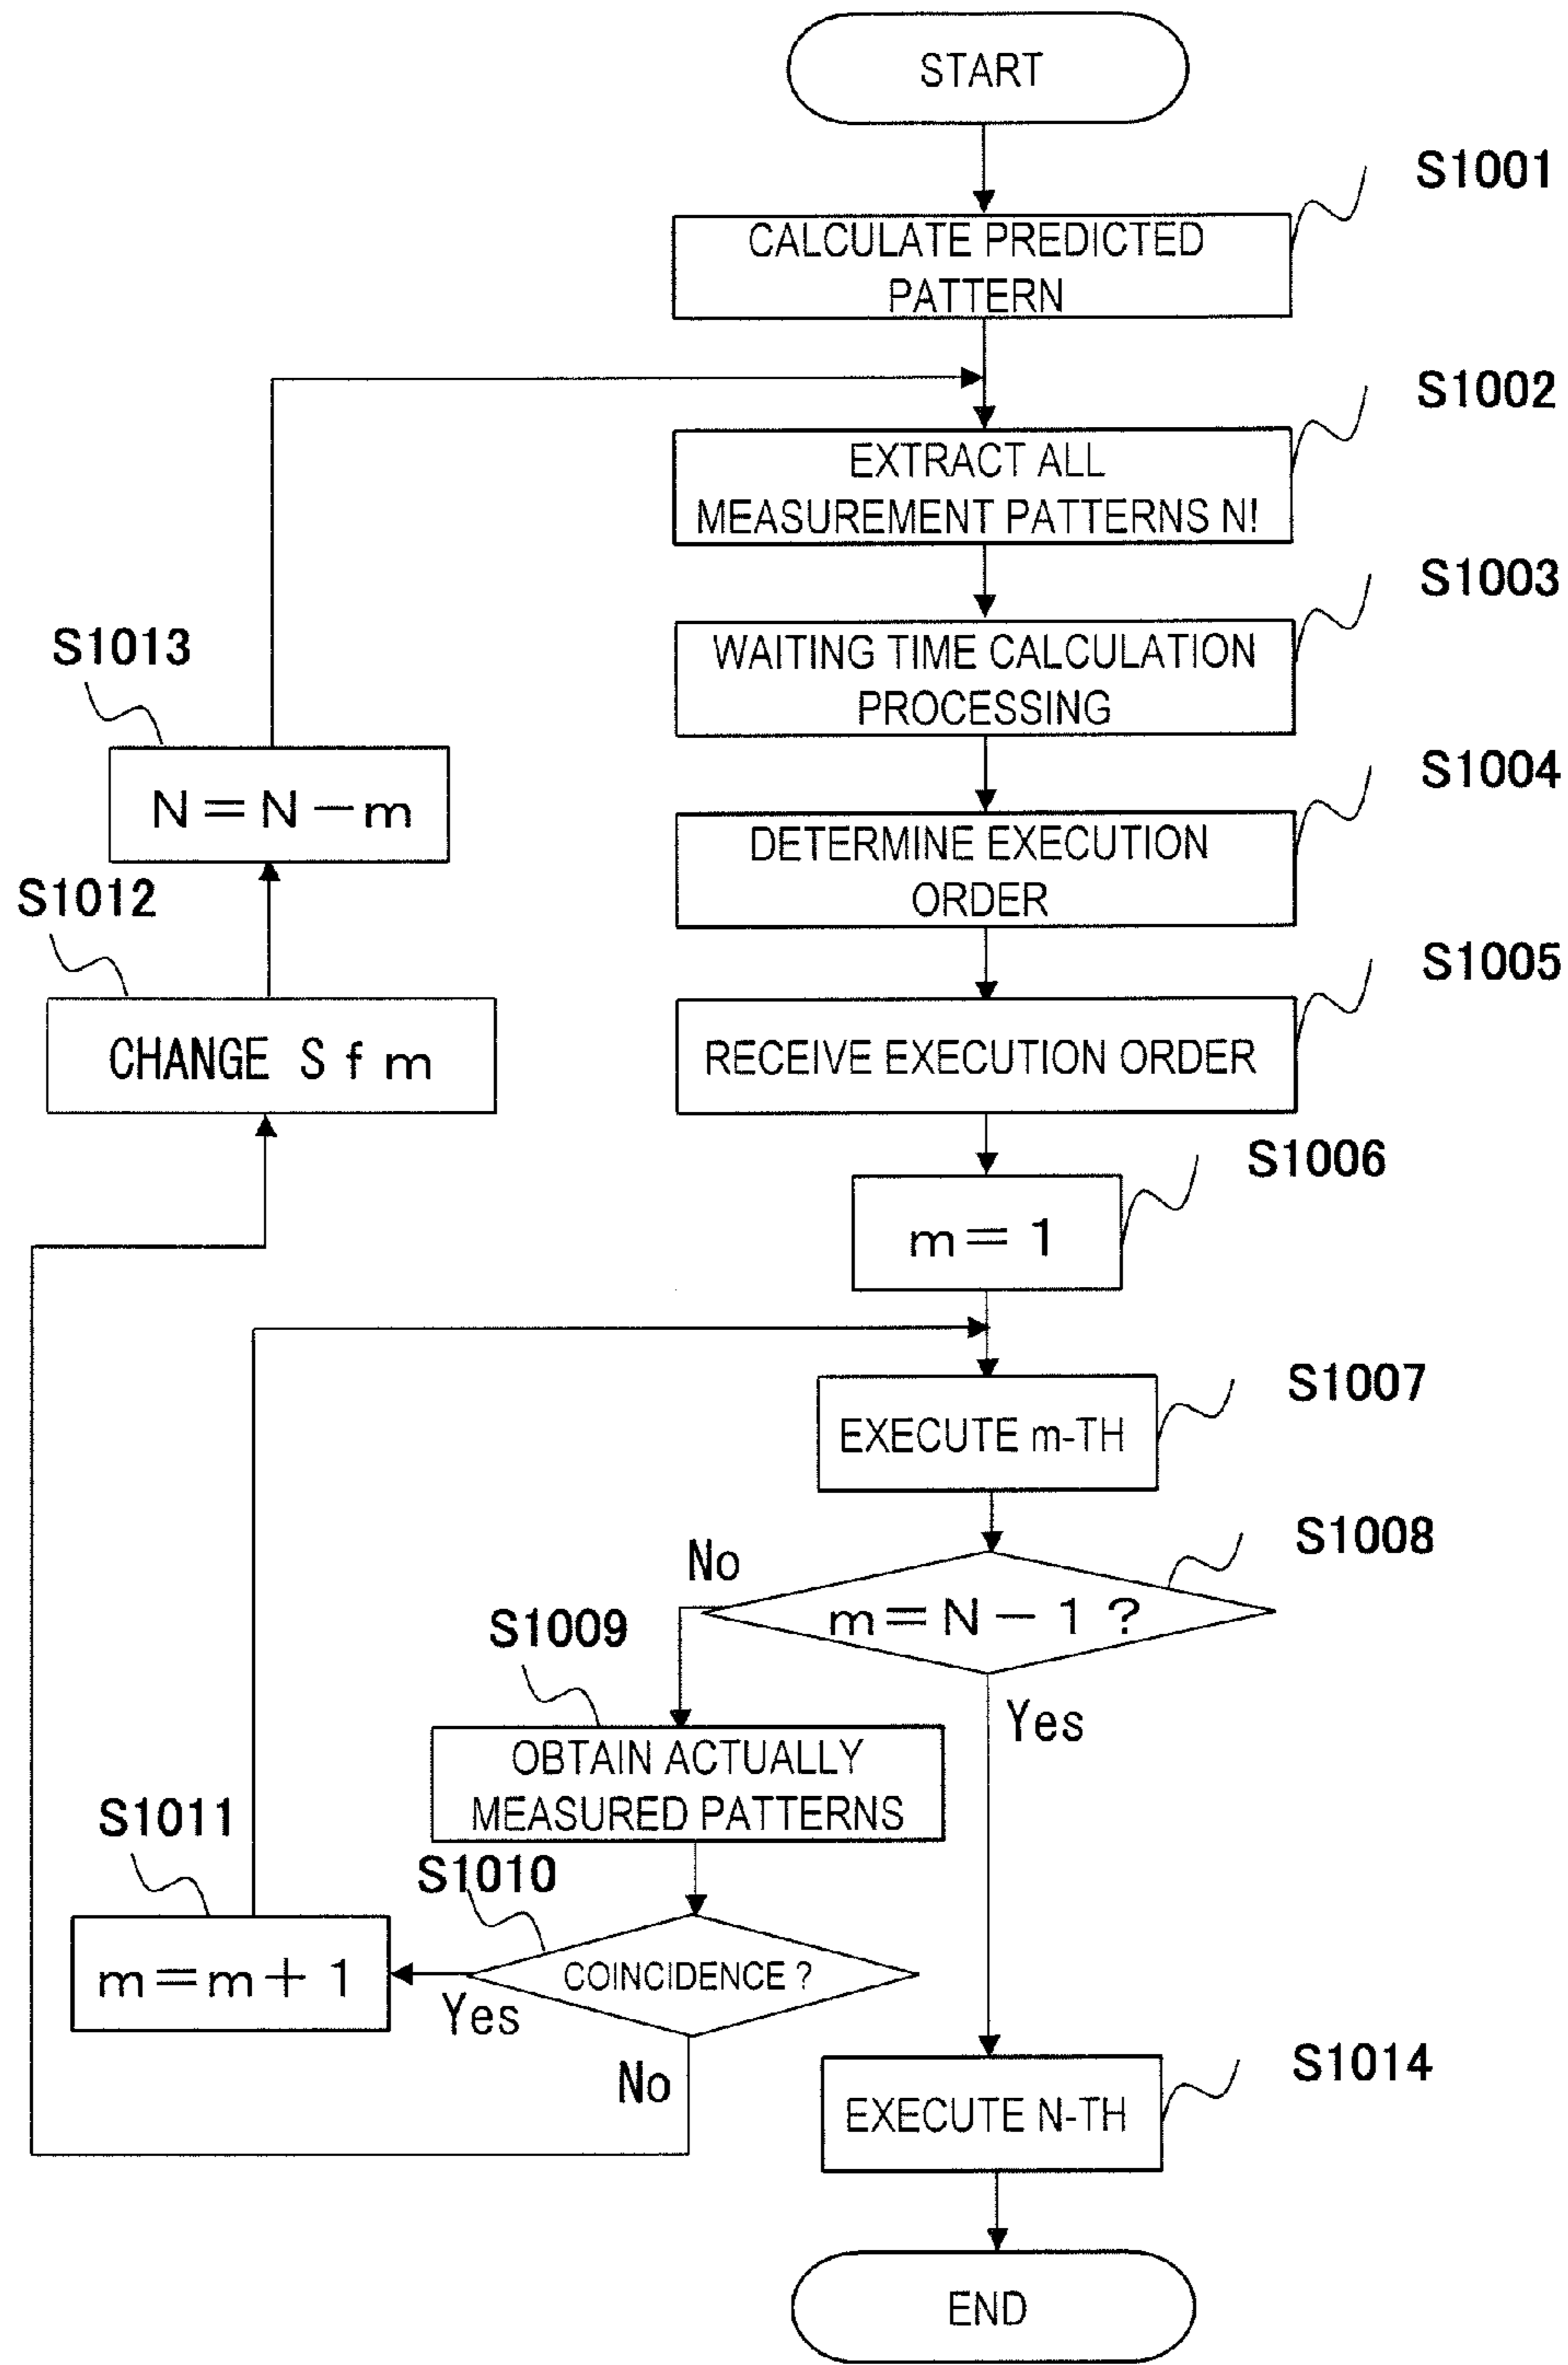 START
S1001
CALCULATE PREDICTED
PATTERN
S1002
EXTRACT ALL
MEASUREMENT PATTERNS N!
S1003
WAITING TIME CALCULATION
PROCESSING
S1013
N=N-m
S1004
DETERMINE EXECUTION
ORDER
S1012
CHANGE S f m
S1005
RECEIVE EXECUTION ORDER
S1006
m=1
S1007
EXECUTE m-TH
S1008
No
m=N-1?
Yes
S1009
OBTAIN ACTUALLY
MEASURED PATTERNS
S1011
m=m+1
S1010
COINCIDENCE?
Yes
No
S1014
EXECUTE N-TH
END